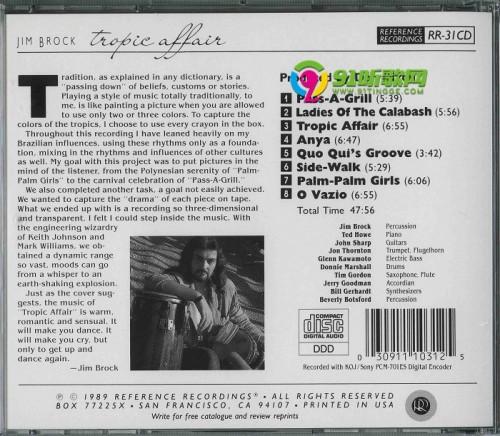 JIM BROCK tropic affair
REFERENCE RECORDINGS RR-31CD
Tradition, as explained in any dictionary, is a
"passing down" of beliefs, customs or stories.
Playing a style of music totally traditionally, to
me, is like painting a picture when you are allowed
to use only two or three colors. To capture the
colors of the tropics, I choose to use every crayon in the box.
Throughout this recording I have leaned heavily on my
Brazilian influences, using these rhythms only as a founda-
tion, mixing in the rhythms and influences of other cultures
as well. My goal with this project was to put pictures in
the mind of the listener, from the Polynesian serenity of "Palm-
Palm Girls" to the carnival celebration of "Pass-A-Grill."
We also completed another task, a goal not easily achieved.
We wanted to capture the "drama" of each piece on tape.
What we ended up with is a recording so three-dimensional
and transparent, I felt I could step inside the music. With
the engineering wizardry
of Keith Johnson and
Mark Williams, we ob-
tained a dynamic range
so vast, moods can go
from a whisper to an
earth-shaking explosion.
Just as the cover sug-
gests, the music of
"Tropic Affair" is warm,
romantic and sensual. It
will make you dance. It
will make you cry, but
only to get up and
dance again.
—Jim Brock
Produced
91听歌网
WWW.91TINGGE.COM
1 Pass-A-Grill (5:39)
2 Ladies Of The Calabash (5:56)
3 Tropic Affair (6:55)
4 Anya (6:47)
5 Quo Qui's Groove (3:42)
6 Side-Walk (5:29)
7 Palm-Palm Girls (6:06)
8 O Vazio (6:55)
Total Time 47:56
Jim Brock Percussion
Ted Howe Piano
John Sharp Guitars
Jon Thornton Trumpet, Flugelhorn
Glenn Kawamoto Electric Bass
Donnie Marshall Drums
Tim Gordon Saxophone, Flute
Jerry Goodman Accordian
Bill Gerhardt Synthesizers
Beverly Botsford Percussion
COMPACT disc DIGITAL AUDIO
DDD
0 30911 10312 5
Recorded with KOJ/Sony PCM-701ES Digital Encoder
Ⓟ © 1989 REFERENCE RECORDINGS® • ALL RIGHTS RESERVED
BOX 77225X • SAN FRANCISCO, CA 94107 • PRINTED IN USA
Write for free catalogue and review reprints